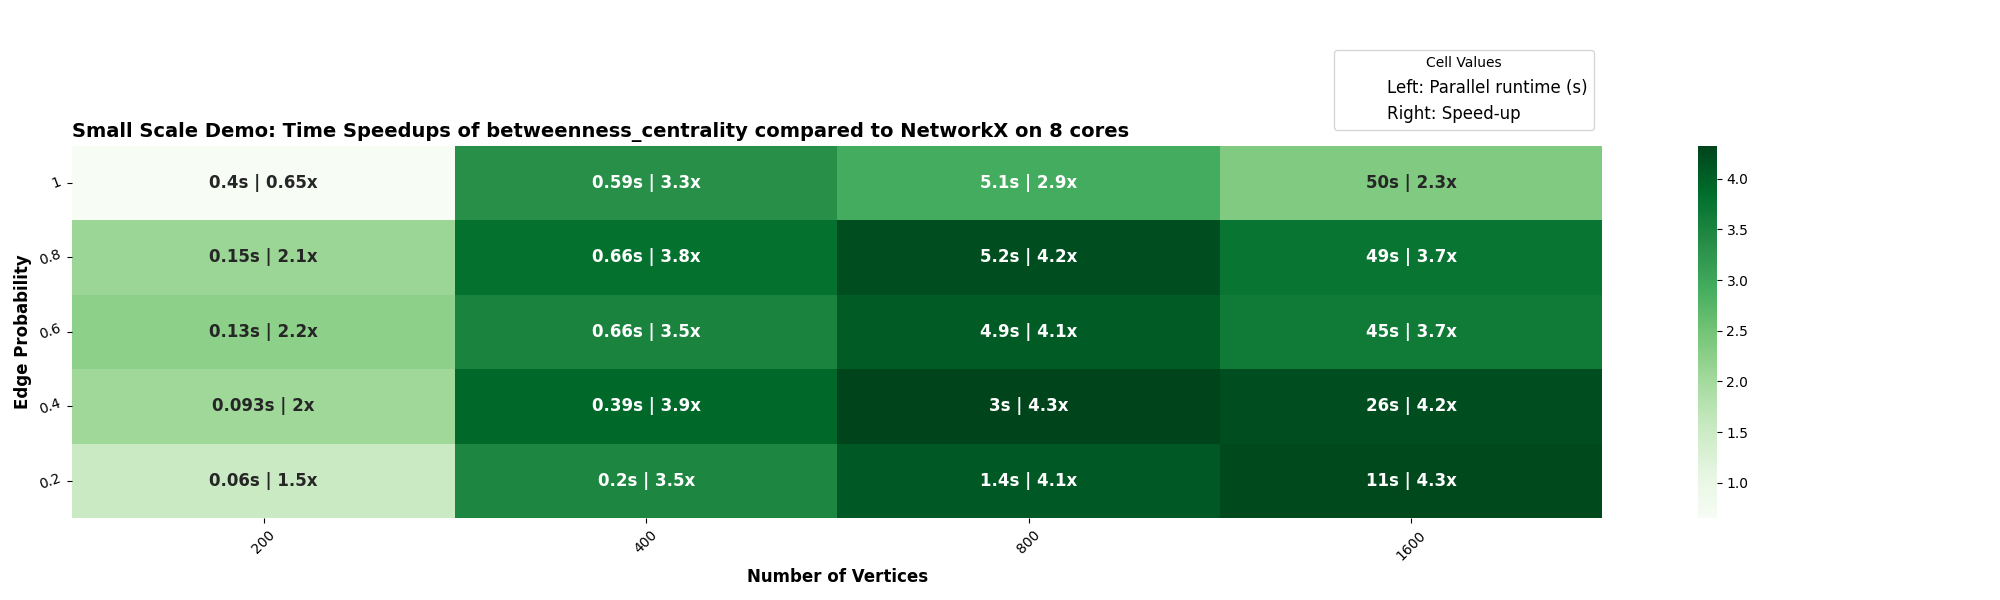 Cell Values
Left: Parallel runtime (s)
Right: Speed-up
Small Scale Demo: Time Speedups of betweenness_centrality compared to NetworkX on 8 cores
Edge Probability
1
0.4s | 0.65x
0.59s | 3.3x
5.1s | 2.9x
50s | 2.3x
0.8
0.15s | 2.1x
0.66s | 3.8x
5.2s | 4.2x
49s | 3.7x
0.6
0.13s | 2.2x
0.66s | 3.5x
4.9s | 4.1x
45s | 3.7x
0.4
0.093s | 2x
0.39s | 3.9x
3s | 4.3x
26s | 4.2x
0.2
0.06s | 1.5x
0.2s | 3.5x
1.4s | 4.1x
11s | 4.3x
200
400
800
1600
Number of Vertices
4.0
3.5
3.0
2.5
2.0
1.5
1.0